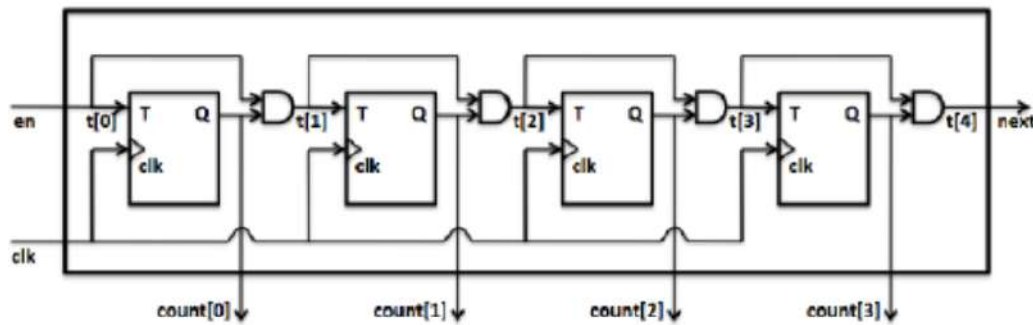 T Q T Q T Q T Q
en t[0] t[1] t[2] t[3] t[4] next
clk clk clk clk
clk
count[0] count[1] count[2] count[3]